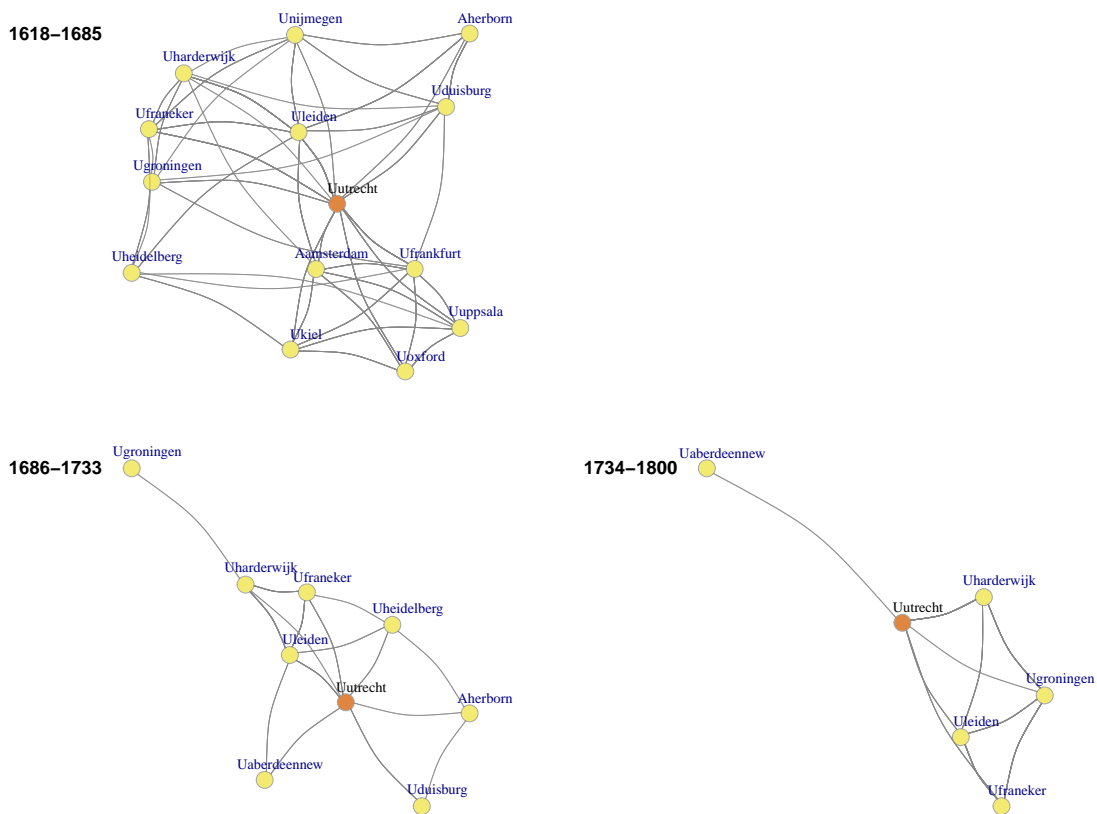 1618–1685
Unijmegen
Aherborn
Uharderwijk
Uduisburg
Ufraneker
Uleiden
Ugroningen
Uutrecht
Uheidelberg
Aamsterdam
Ufrankfurt
Uuppsala
Ukiel
Uoxford
1686–1733
Ugroningen
Uharderwijk
Ufraneker
Uheidelberg
Uleiden
Uutrecht
Aherborn
Uaberdeennew
Uduisburg
1734–1800
Uaberdeennew
Uharderwijk
Uutrecht
Ugroningen
Uleiden
Ufraneker